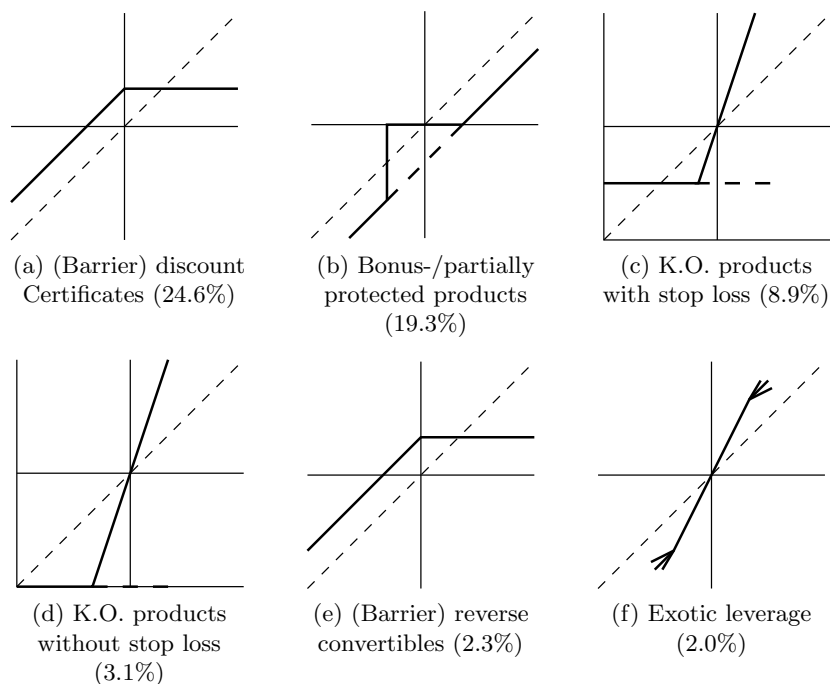 (a) (Barrier) discount
Certificates (24.6%)
(b) Bonus-/partially
protected products
(19.3%)
(c) K.O. products
with stop loss (8.9%)
(d) K.O. products
without stop loss
(3.1%)
(e) (Barrier) reverse
convertibles (2.3%)
(f) Exotic leverage
(2.0%)